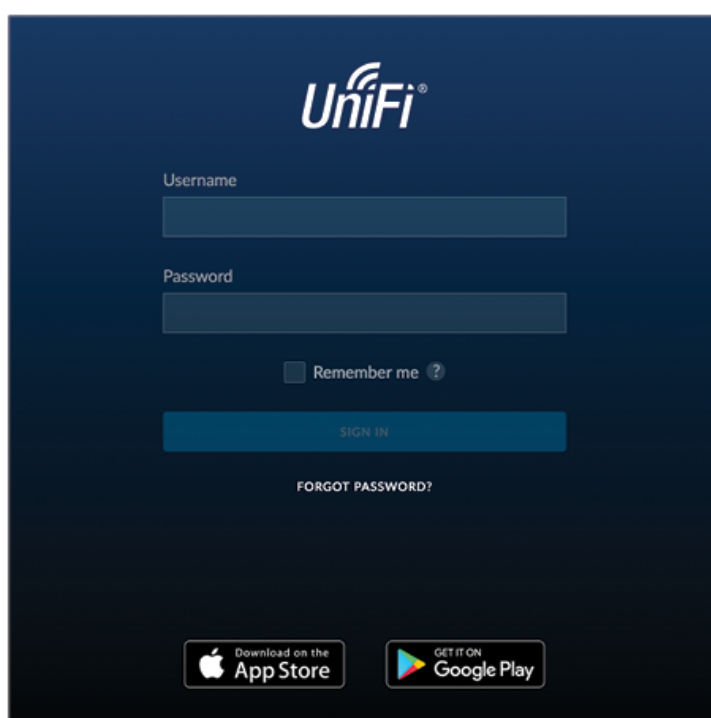 UniFi®
Username
Password
Remember me ?
SIGN IN
FORGOT PASSWORD?
Download on the
App Store
GET IT ON
Google Play